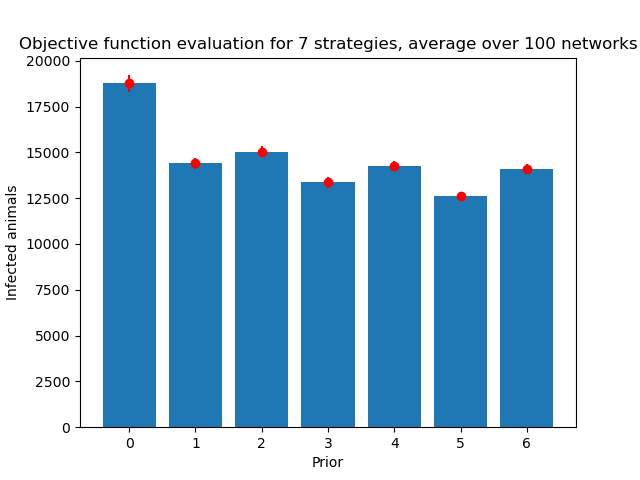 Objective function evaluation for 7 strategies, average over 100 networks
20000
17500
15000
12500
10000
7500
5000
2500
0
Infected animals
0 1 2 3 4 5 6
Prior